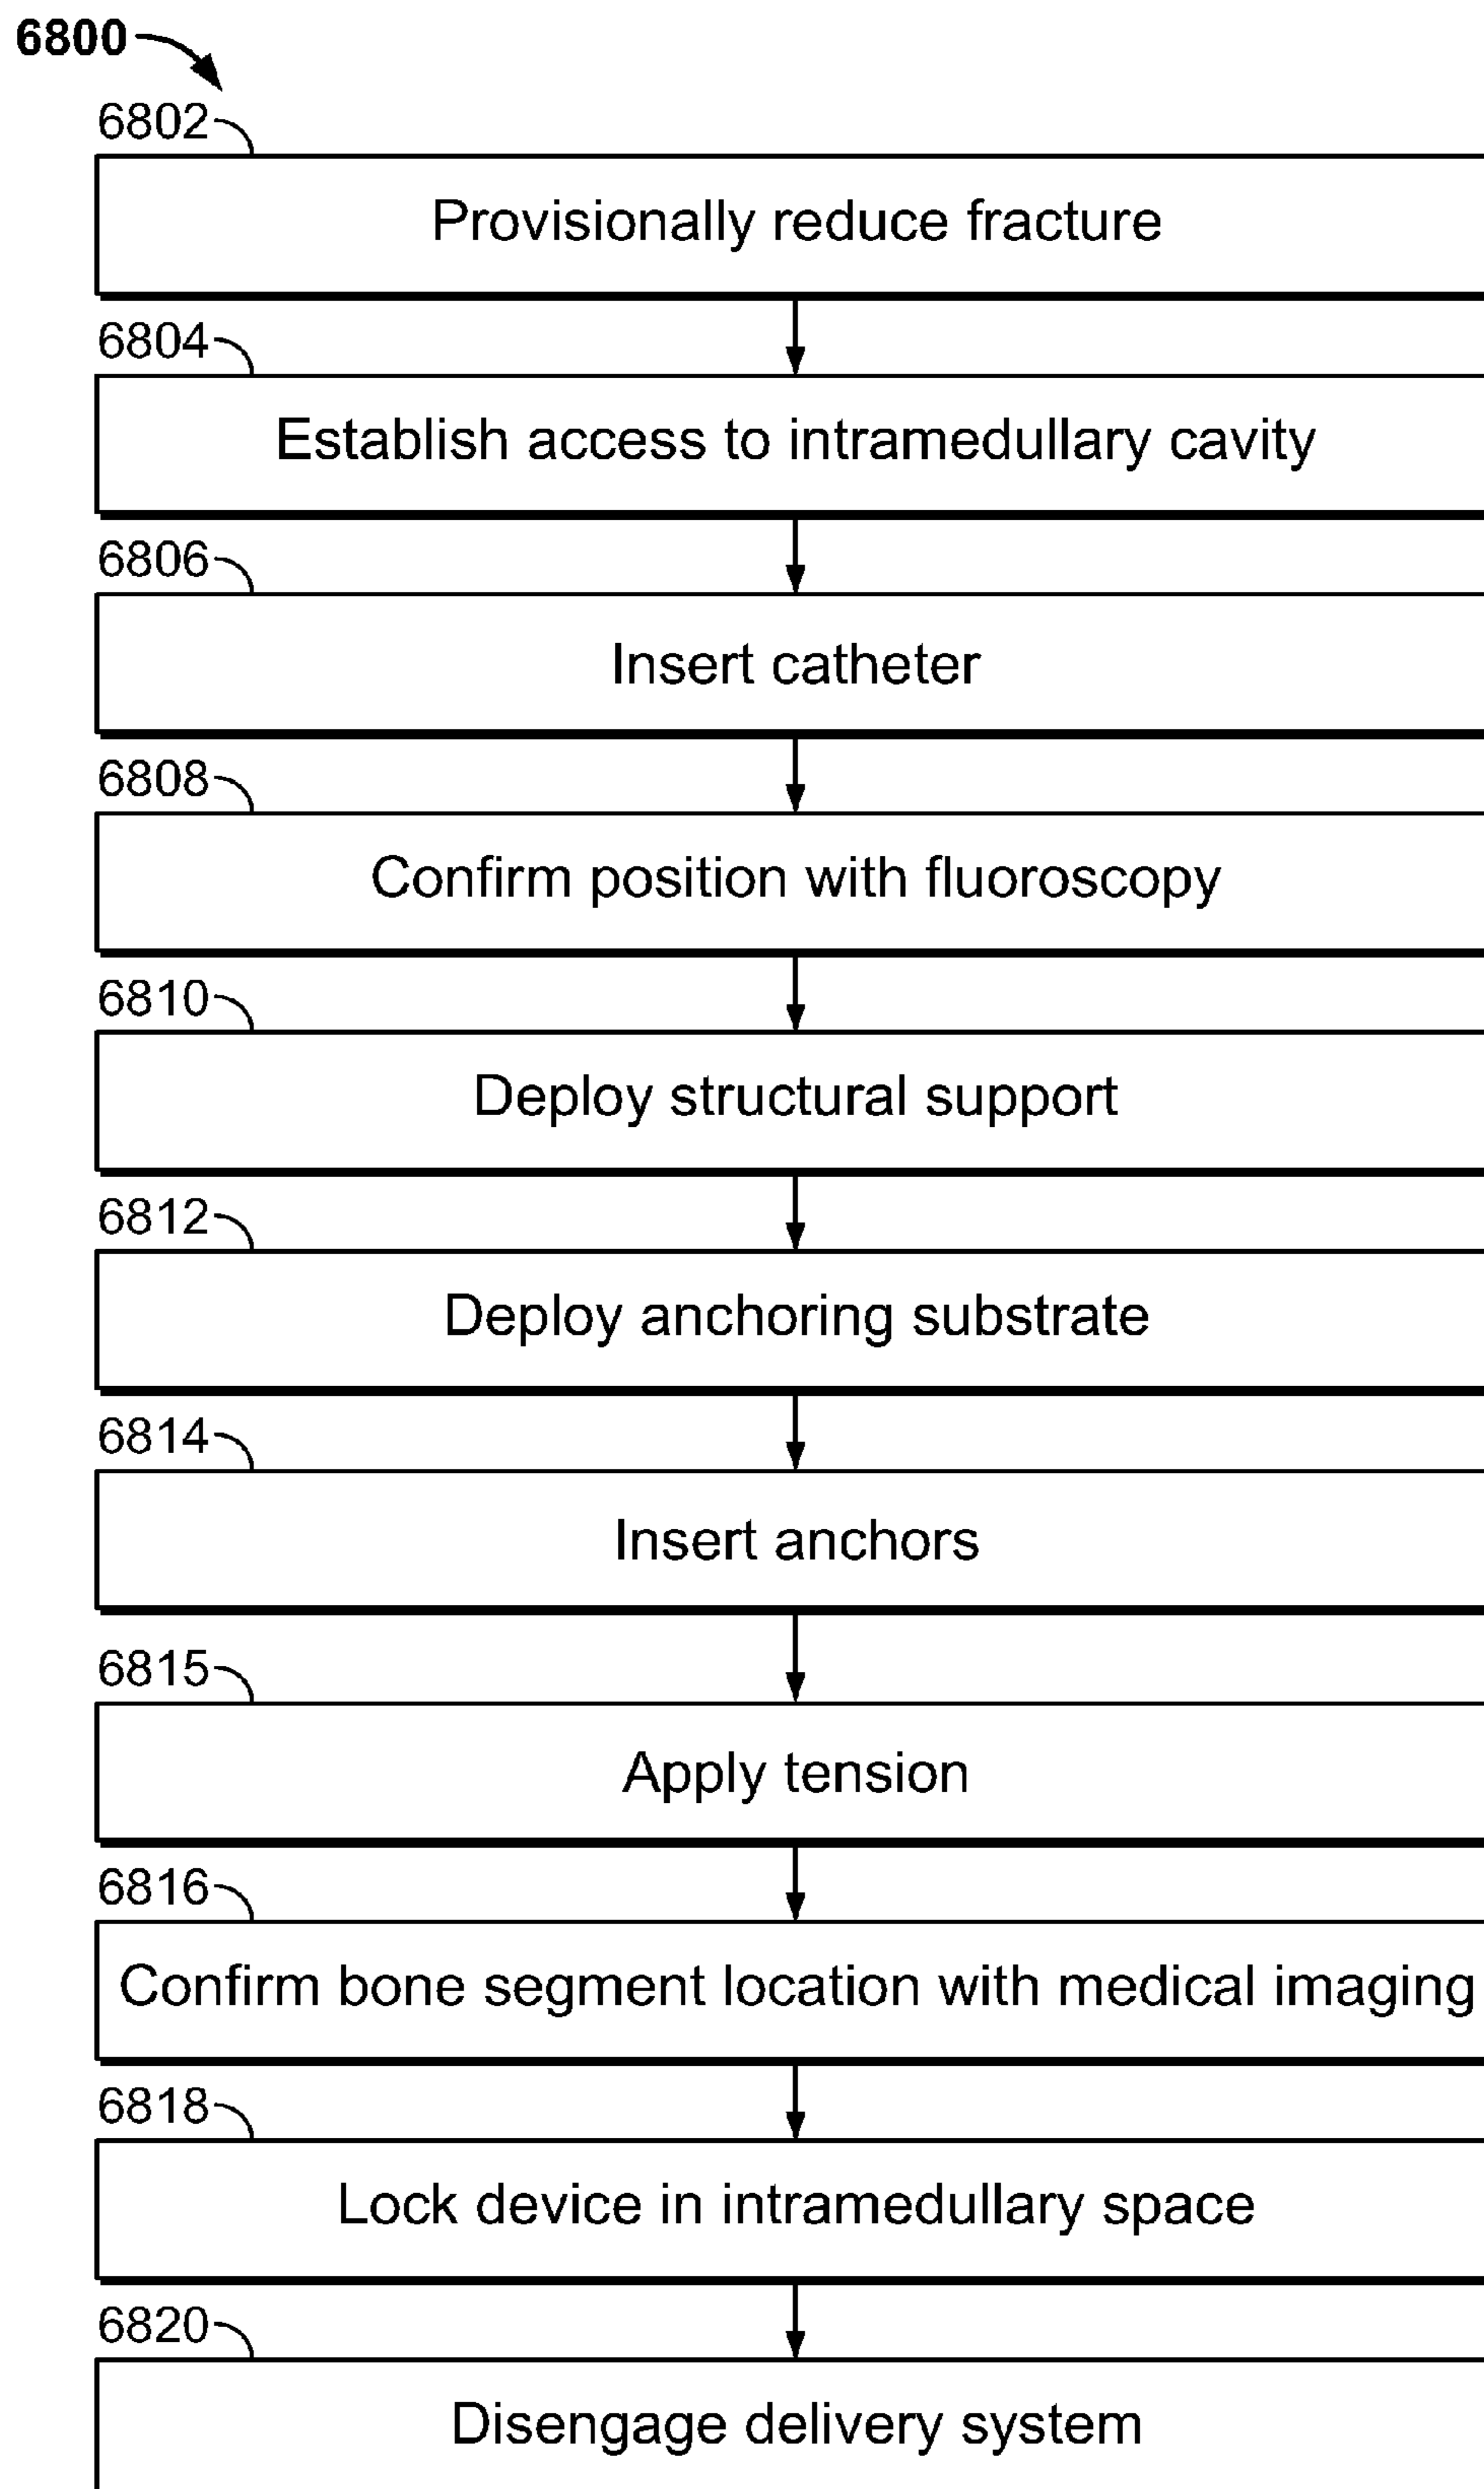 6800
6802
Provisionally reduce fracture
6804
Establish access to intramedullary cavity
6806
Insert catheter
6808
Confirm position with fluoroscopy
6810
Deploy structural support
6812
Deploy anchoring substrate
6814
Insert anchors
6815
Apply tension
6816
Confirm bone segment location with medical imaging
6818
Lock device in intramedullary space
6820
Disengage delivery system